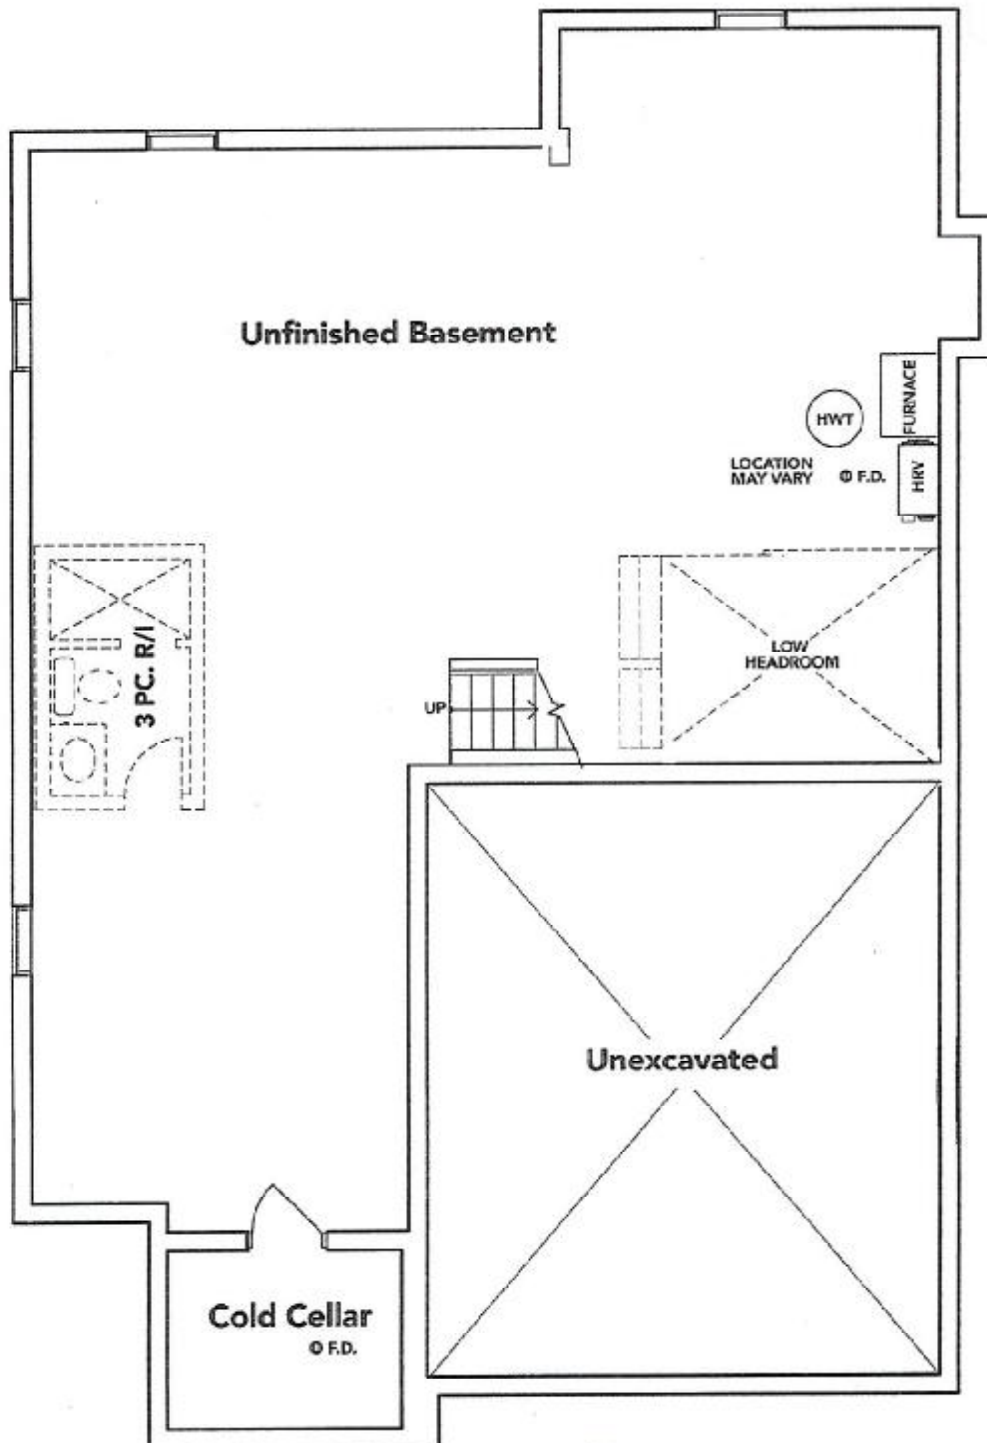 Unfinished Basement
FURNACE
HWT
LOCATION
MAY VARY
F.D.
HRV
3 PC. R/I
LOW
HEADROOM
UP
Unexcavated
Cold Cellar
F.D.